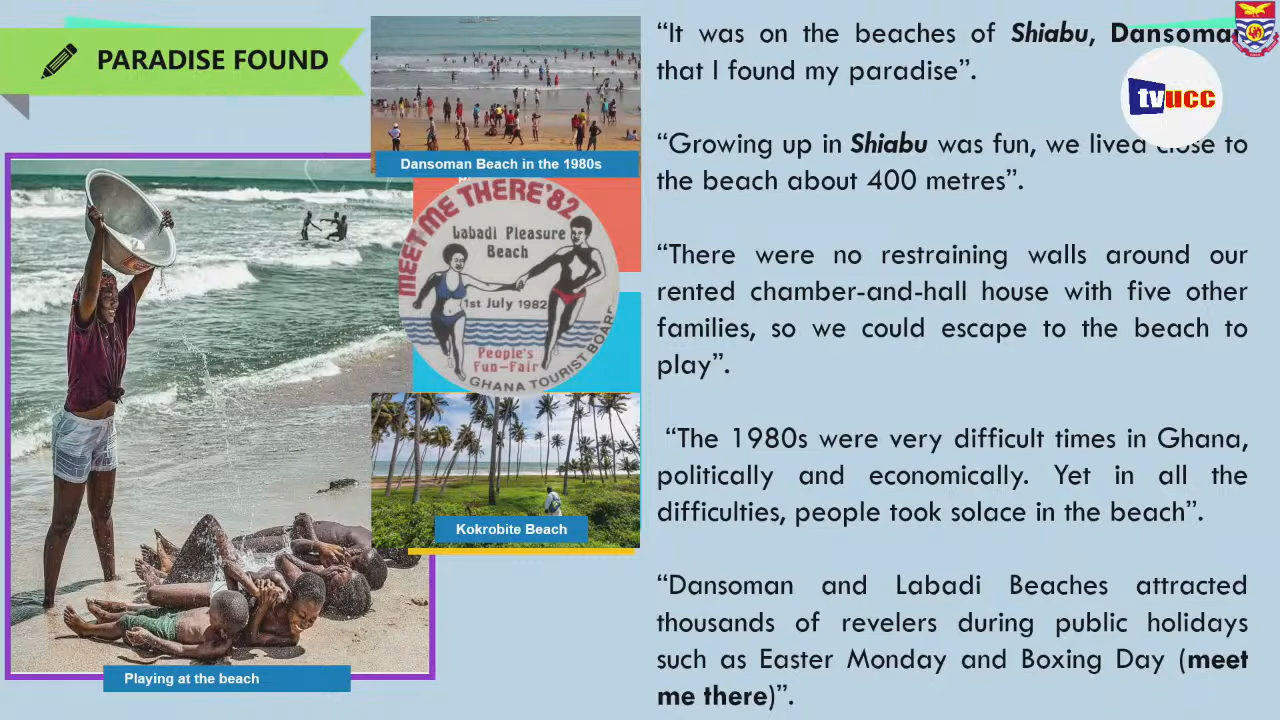 PARADISE FOUND
Dansoman Beach in the 1980s
MEET ME THERE'82
Labadi Pleasure
Beach
1st July 1982
People's
Fun-Fair
GHANA TOURIST BOARD
Kokrobite Beach
Playing at the beach
“It was on the beaches of Shiabu, Dansoman
that I found my paradise”.
“Growing up in Shiabu was fun, we lived close to
the beach about 400 metres”.
“There were no restraining walls around our
rented chamber-and-hall house with five other
families, so we could escape to the beach to
play”.
“The 1980s were very difficult times in Ghana,
politically and economically. Yet in all the
difficulties, people took solace in the beach”.
“Dansoman and Labadi Beaches attracted
thousands of revelers during public holidays
such as Easter Monday and Boxing Day (meet
me there)”.
tvucc